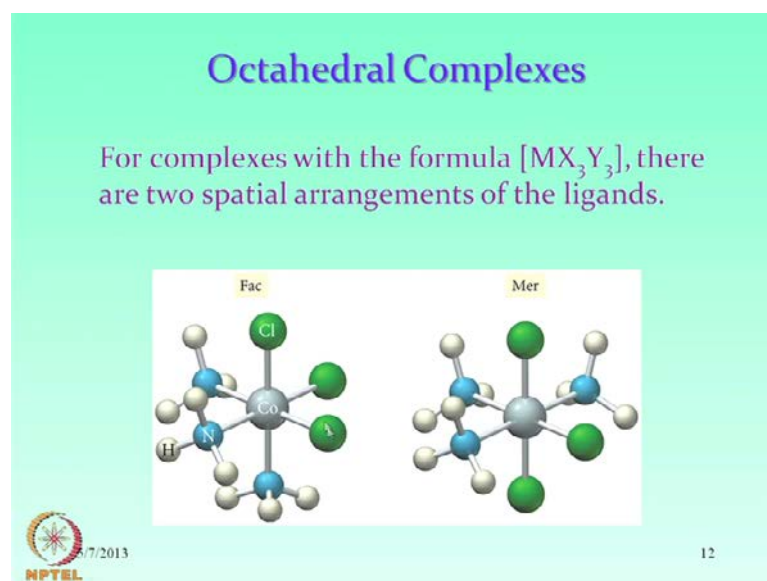 Octahedral Complexes
For complexes with the formula [MX₃Y₃], there
are two spatial arrangements of the ligands.
Fac
Mer
Cl
Co
N
H
5/7/2013
12
NPTEL